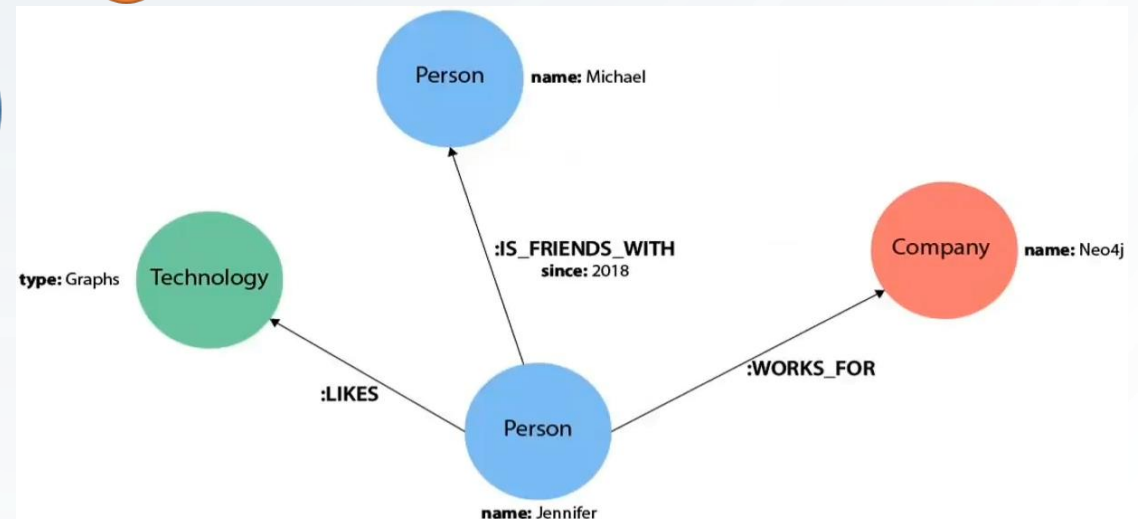 Person
name: Michael
:IS_FRIENDS_WITH
since: 2018
Company
name: Neo4j
type: Graphs
Technology
:WORKS_FOR
:LIKES
Person
name: Jennifer